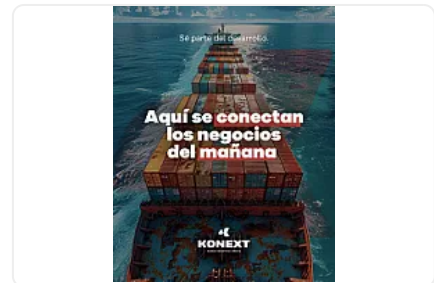 Sé parte del desarrollo.
Aquí se conectan
los negocios
del mañana
KONEXT